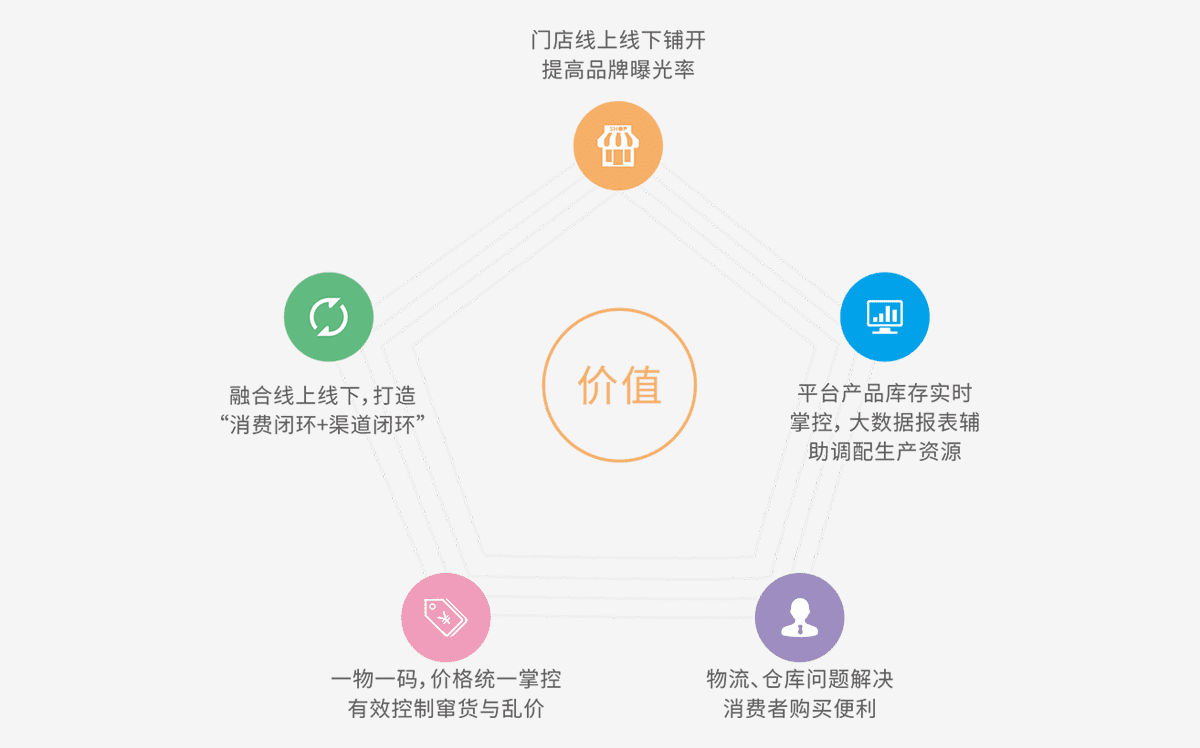 门店线上线下铺开
提高品牌曝光率
SHOP
融合线上线下，打造
“消费闭环+渠道闭环”
价值
平台产品库存实时
掌控，大数据报表辅
助调配生产资源
¥
一物一码，价格统一掌控
有效控制窜货与乱价
物流、仓库问题解决
消费者购买便利